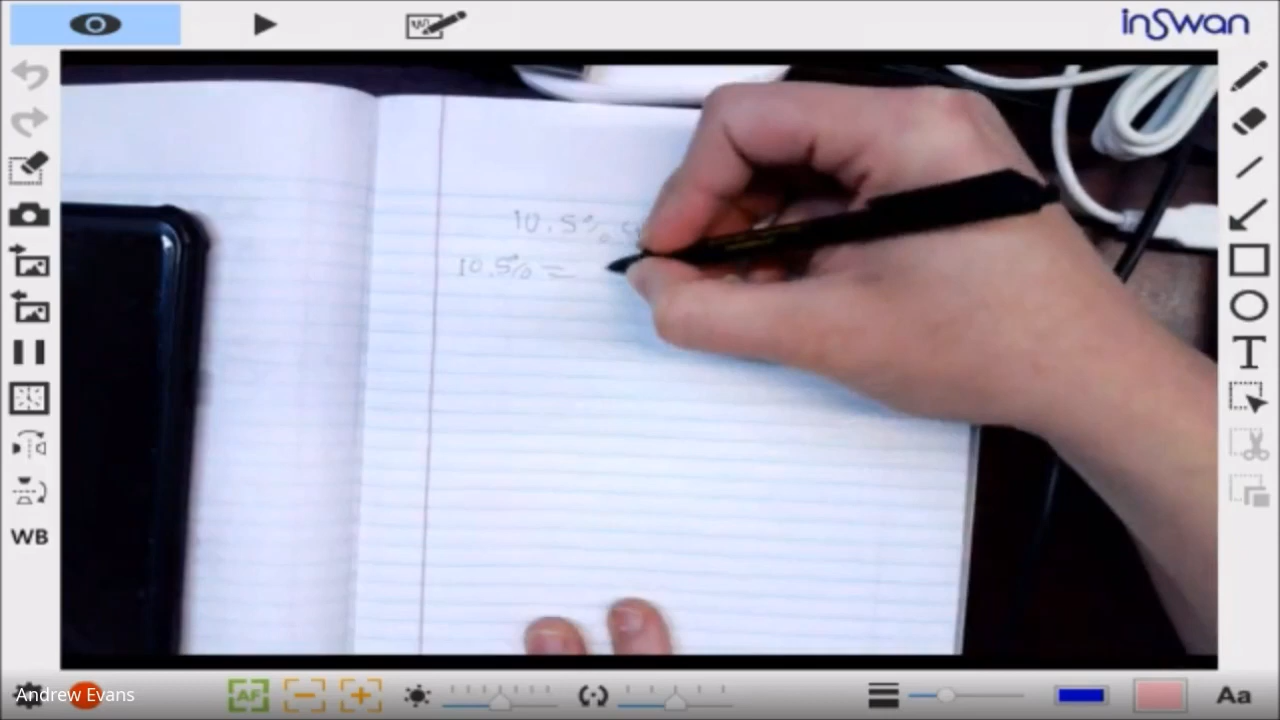 inSwan
10.5%
10.5% =
WB
T
AF
Andrew Evans
Aa